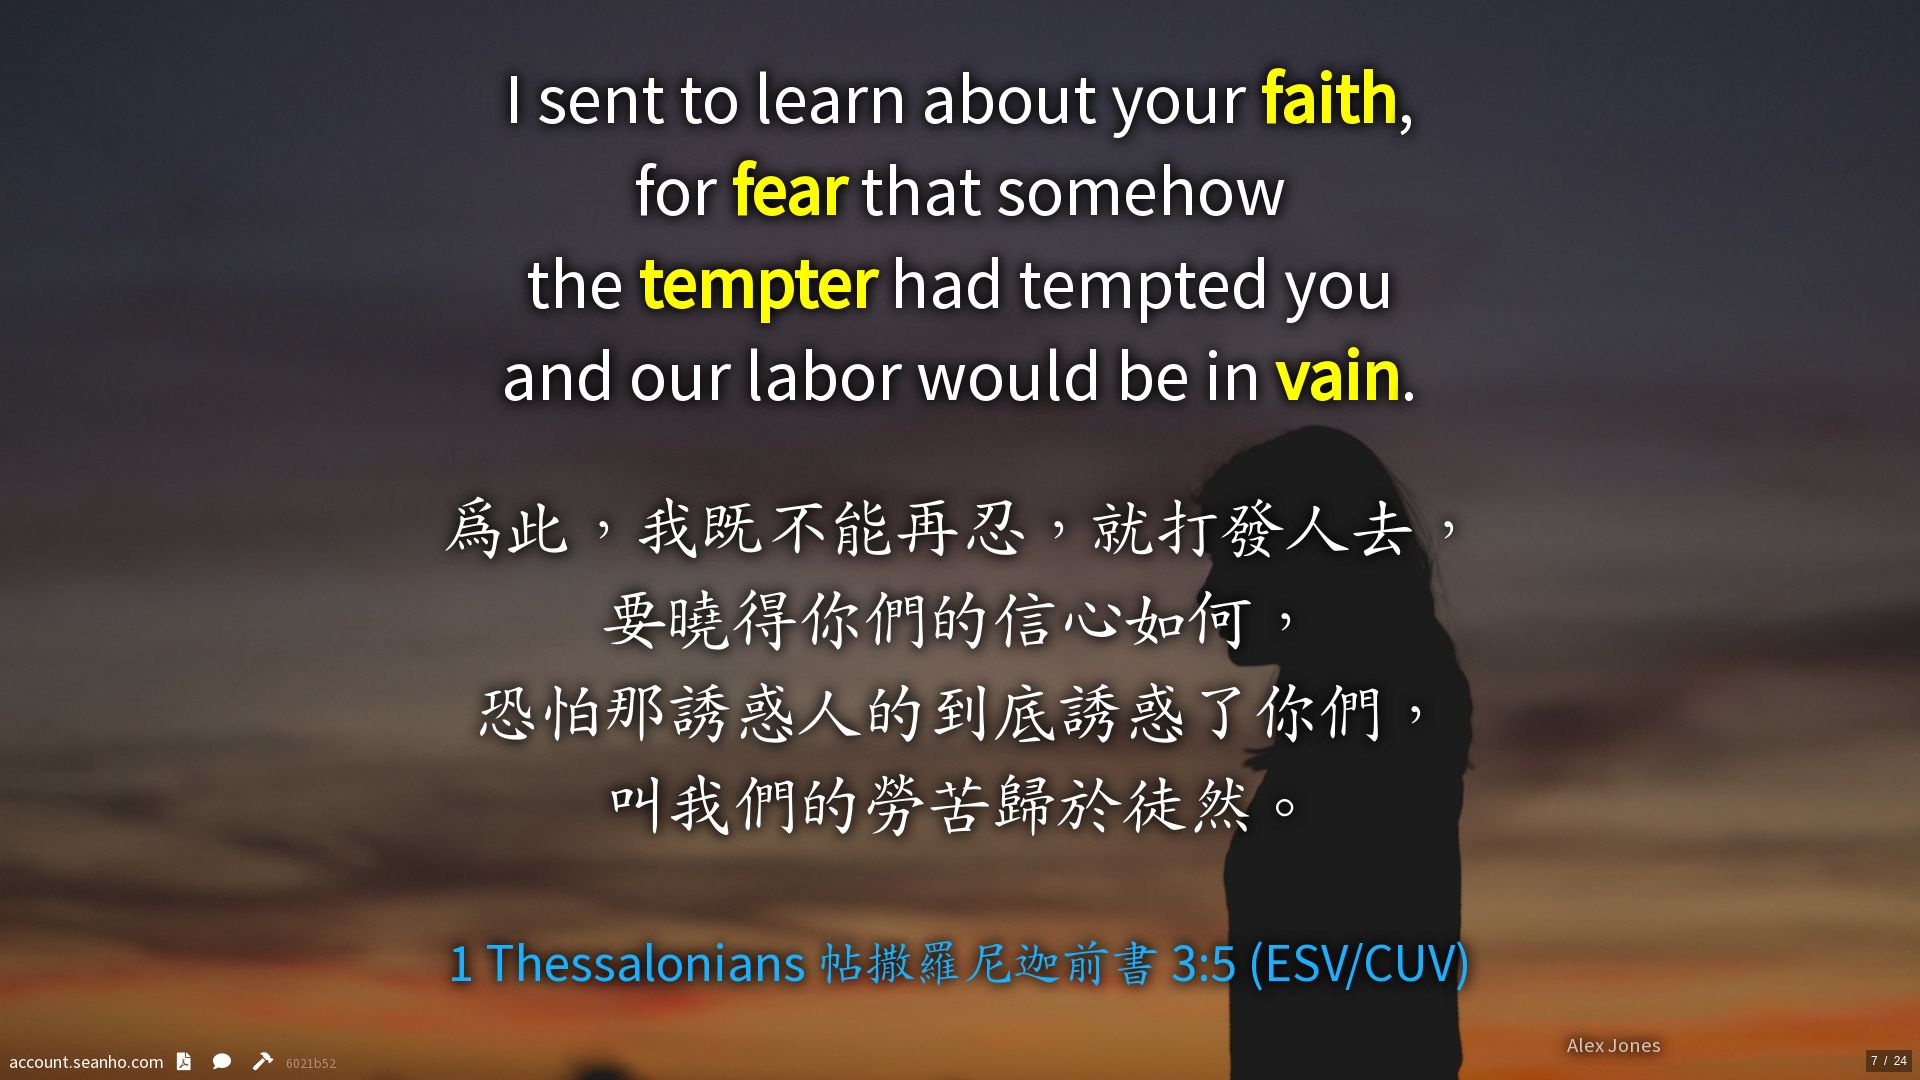 I sent to learn about your faith,
for fear that somehow
the tempter had tempted you
and our labor would be in vain.
爲此，我既不能再忍，就打發人去，
要曉得你們的信心如何，
恐怕那誘惑人的到底誘惑了你們，
叫我們的勞苦歸於徒然。
1 Thessalonians 帖撒羅尼迦前書 3:5 (ESV/CUV)
Alex Jones
account.seanho.com 6021b52
7 / 24